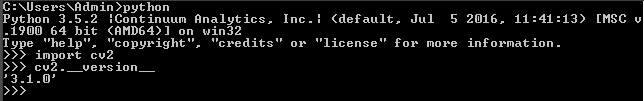 C:\Users\Admin>python
Python 3.5.2 |Continuum Analytics, Inc.| (default, Jul  5 2016, 11:41:13) [MSC v
.1900 64 bit (AMD64)] on win32
Type "help", "copyright", "credits" or "license" for more information.
>>> import cv2
>>> cv2.__version__
'3.1.0'
>>>